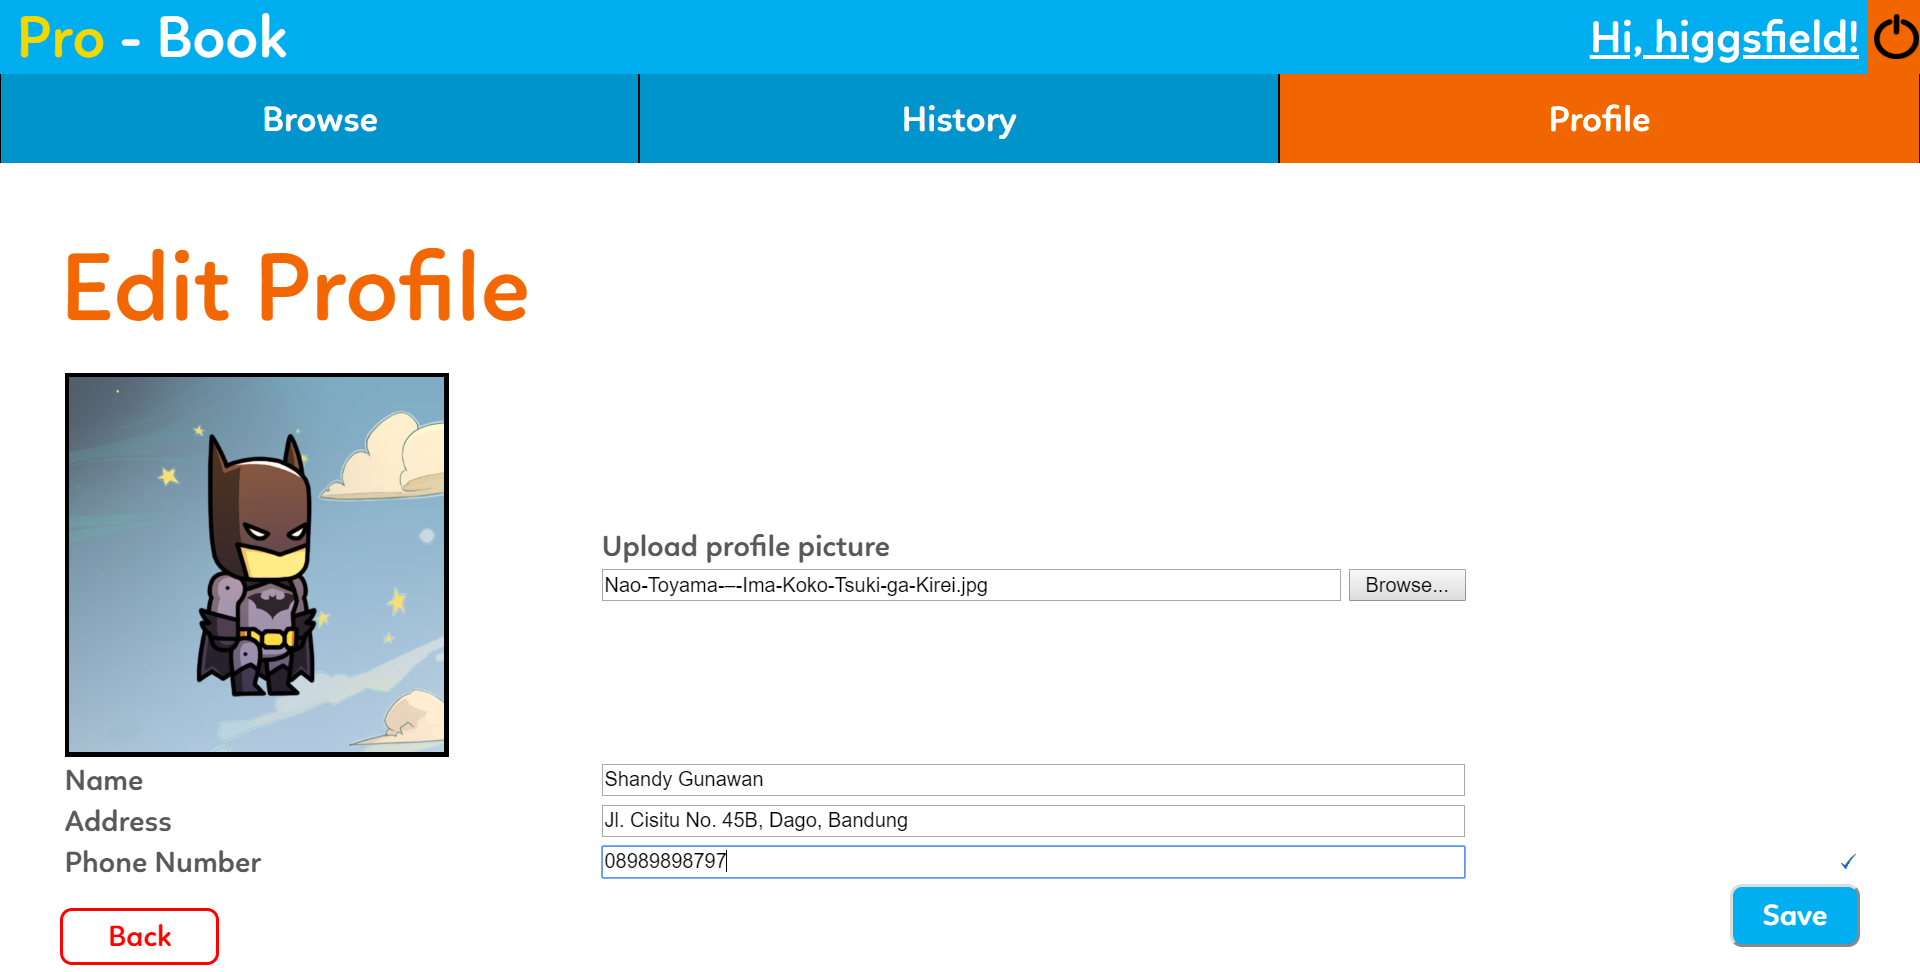 Pro - Book
Hi, higgsfield!
Browse
History
Profile
Edit Profile
Upload profile picture
Nao-Toyama-–-Ima-Koko-Tsuki-ga-Kirei.jpg
Browse...
Name
Shandy Gunawan
Address
Jl. Cisitu No. 45B, Dago, Bandung
Phone Number
08989898797
Back
Save